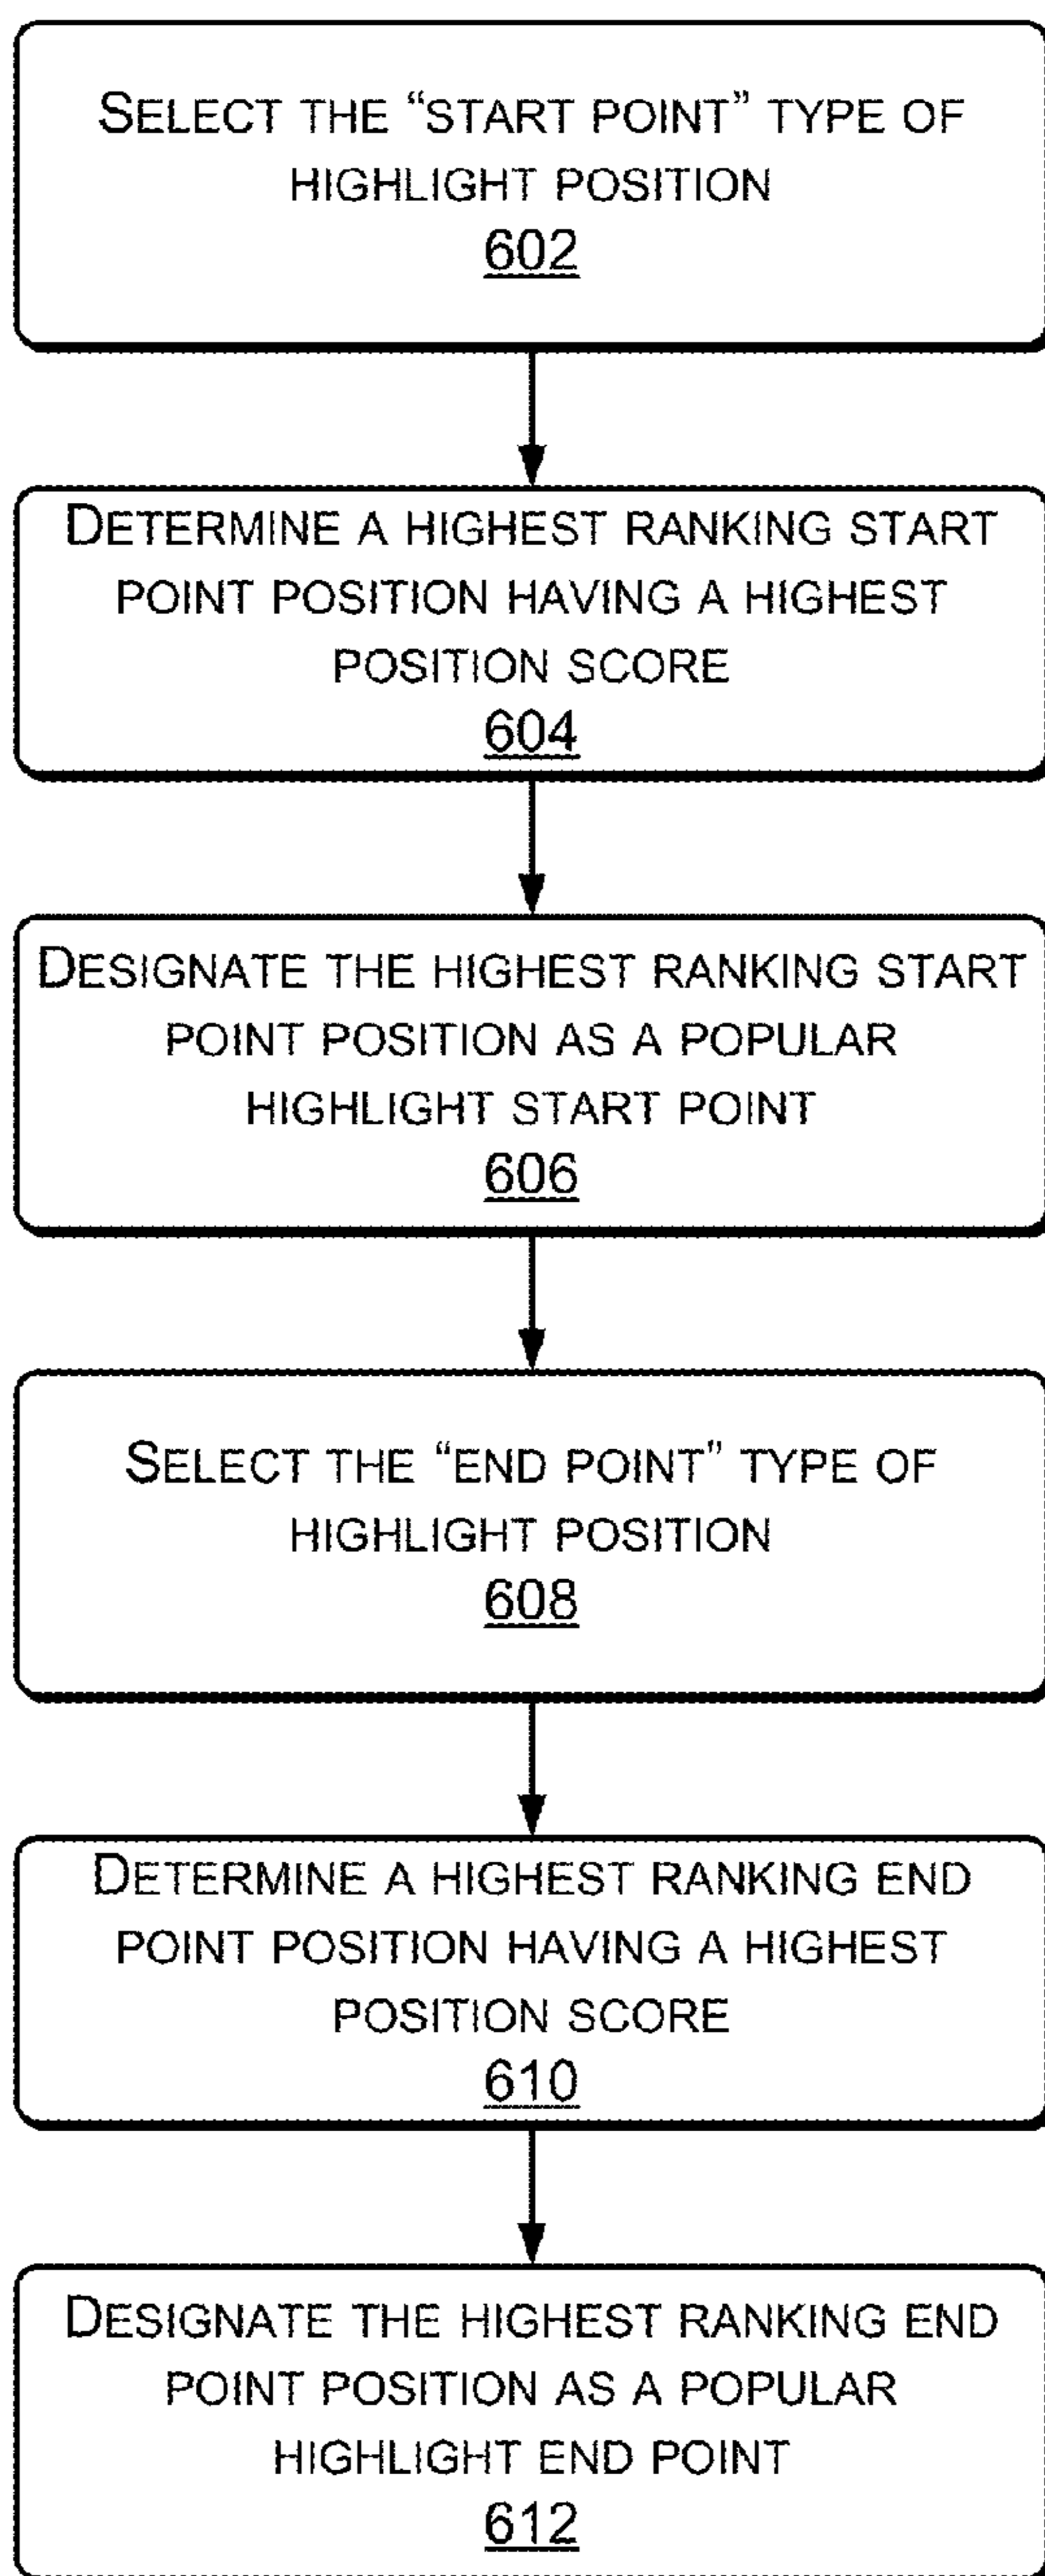 SELECT THE “START POINT” TYPE OF
HIGHLIGHT POSITION
602
DETERMINE A HIGHEST RANKING START
POINT POSITION HAVING A HIGHEST
POSITION SCORE
604
DESIGNATE THE HIGHEST RANKING START
POINT POSITION AS A POPULAR
HIGHLIGHT START POINT
606
SELECT THE “END POINT” TYPE OF
HIGHLIGHT POSITION
608
DETERMINE A HIGHEST RANKING END
POINT POSITION HAVING A HIGHEST
POSITION SCORE
610
DESIGNATE THE HIGHEST RANKING END
POINT POSITION AS A POPULAR
HIGHLIGHT END POINT
612